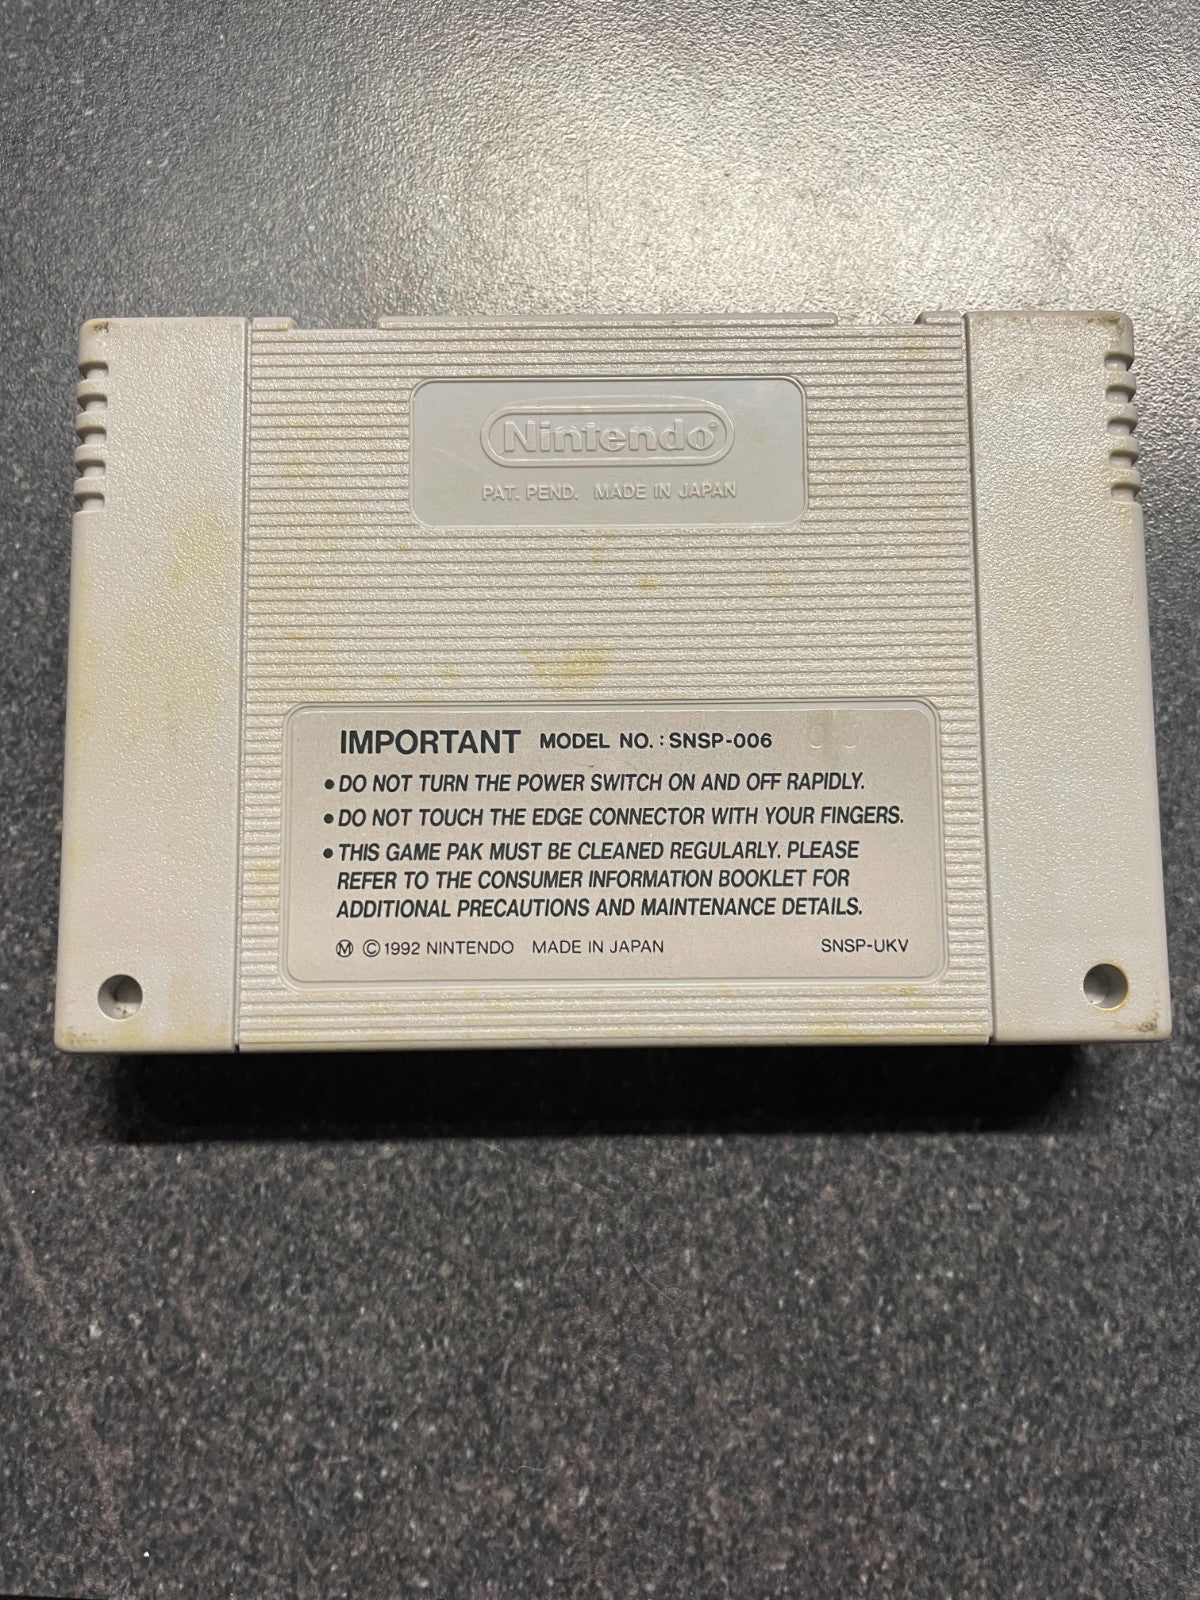 Nintendo®
PAT. PEND. MADE IN JAPAN
IMPORTANT MODEL NO. : SNSP-006
• DO NOT TURN THE POWER SWITCH ON AND OFF RAPIDLY.
• DO NOT TOUCH THE EDGE CONNECTOR WITH YOUR FINGERS.
• THIS GAME PAK MUST BE CLEANED REGULARLY. PLEASE
REFER TO THE CONSUMER INFORMATION BOOKLET FOR
ADDITIONAL PRECAUTIONS AND MAINTENANCE DETAILS.
Ⓜ ©1992 NINTENDO MADE IN JAPAN SNSP-UKV